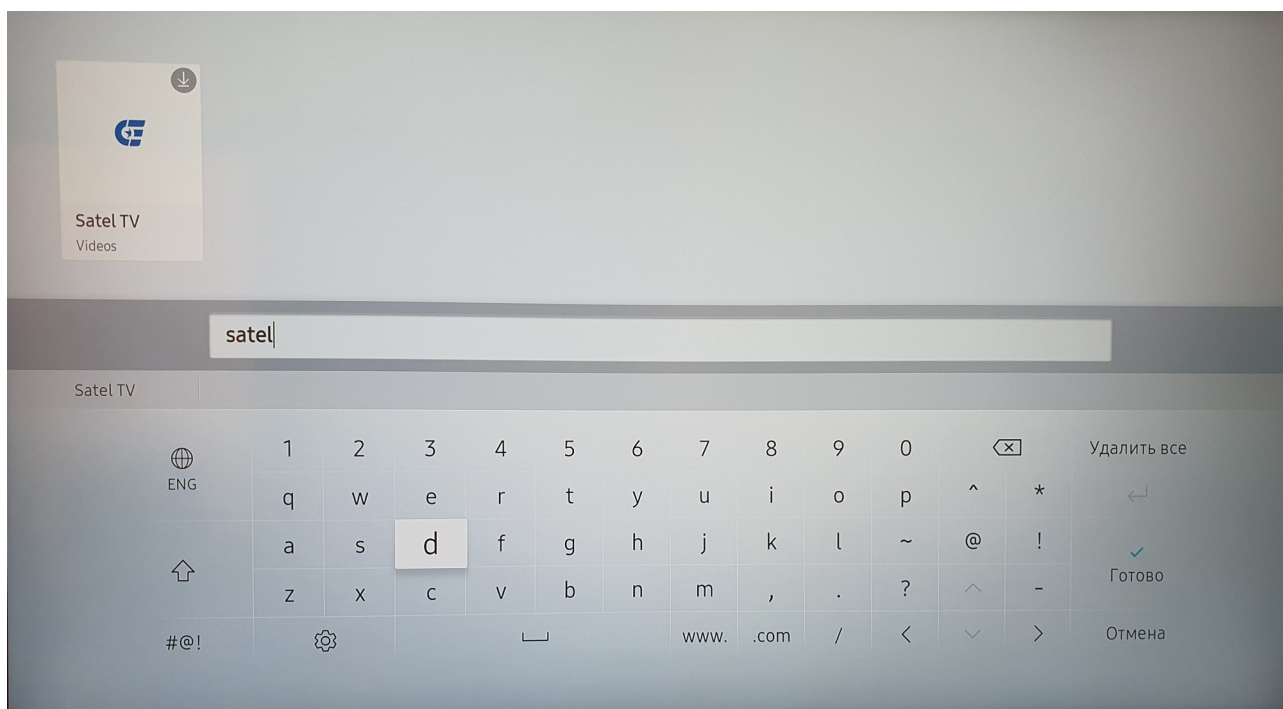 Satel TV
Videos
satel
Satel TV
1 2 3 4 5 6 7 8 9 0 Удалить все
ENG
q w e r t y u i o p ^ *
a s d f g h j k l ~ @ !
Готово
z x c v b n m , . ? -
#@! www. .com / < > Отмена